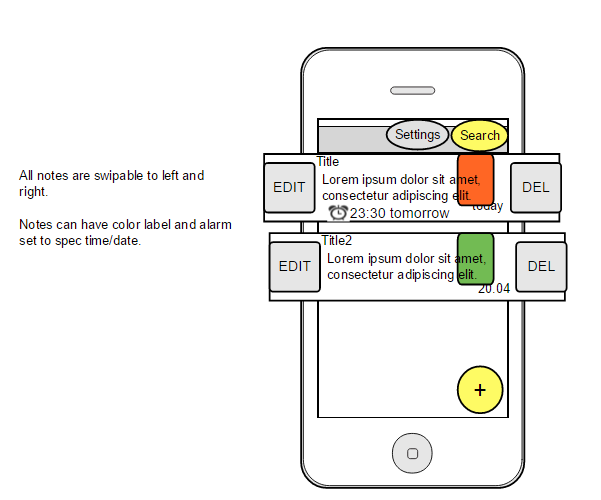 Settings
Search
All notes are swipable to left and
right.
Notes can have color label and alarm
set to spec time/date.
EDIT
Title
Lorem ipsum dolor sit amet,
consectetur adipiscing elit.
today
23:30 tomorrow
DEL
EDIT
Title2
Lorem ipsum dolor sit amet,
consectetur adipiscing elit.
20.04
DEL
+